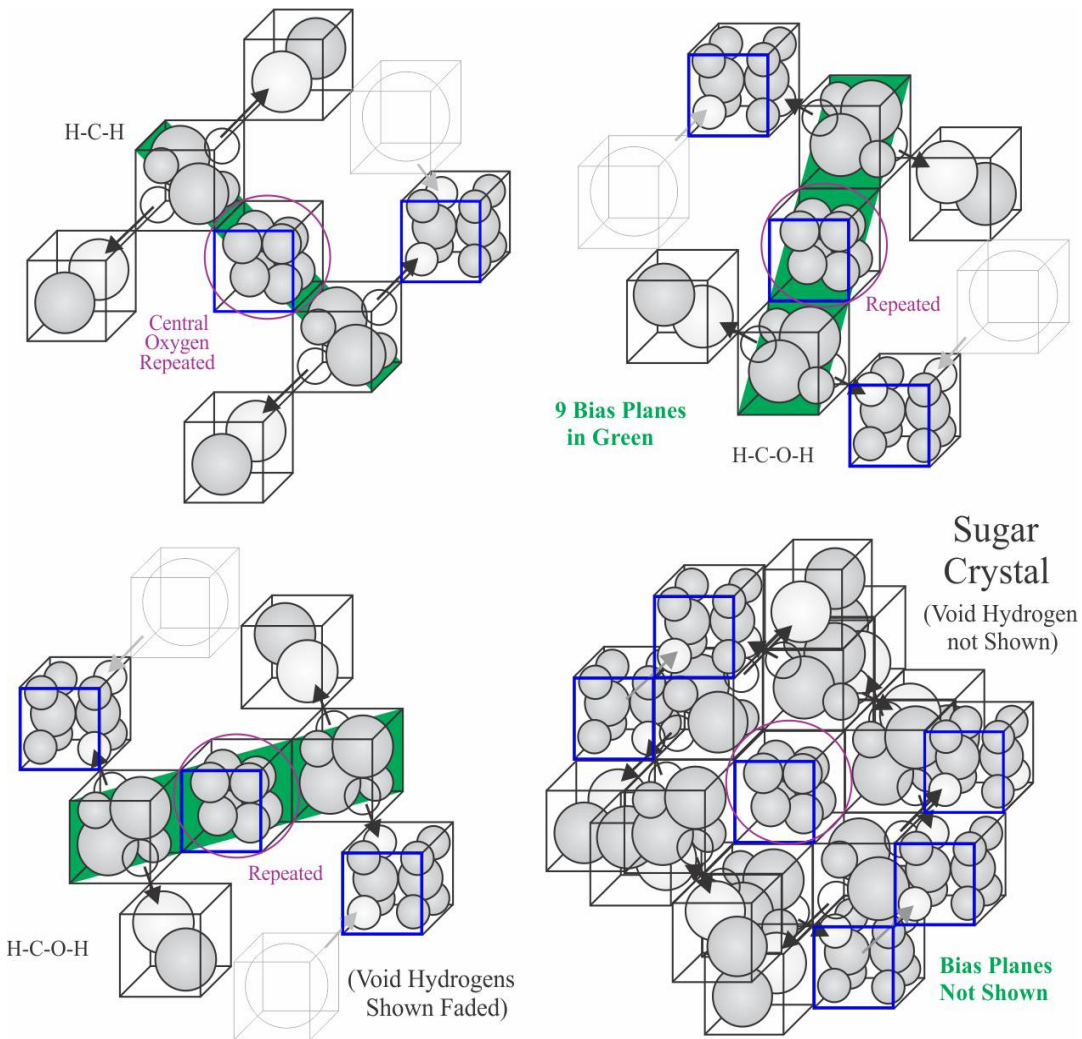 H-C-H
Central
Oxygen
Repeated
Repeated
9 Bias Planes
in Green
H-C-O-H
Repeated
H-C-O-H
(Void Hydrogens
Shown Faded)
Sugar
Crystal
(Void Hydrogen
not Shown)
Bias Planes
Not Shown